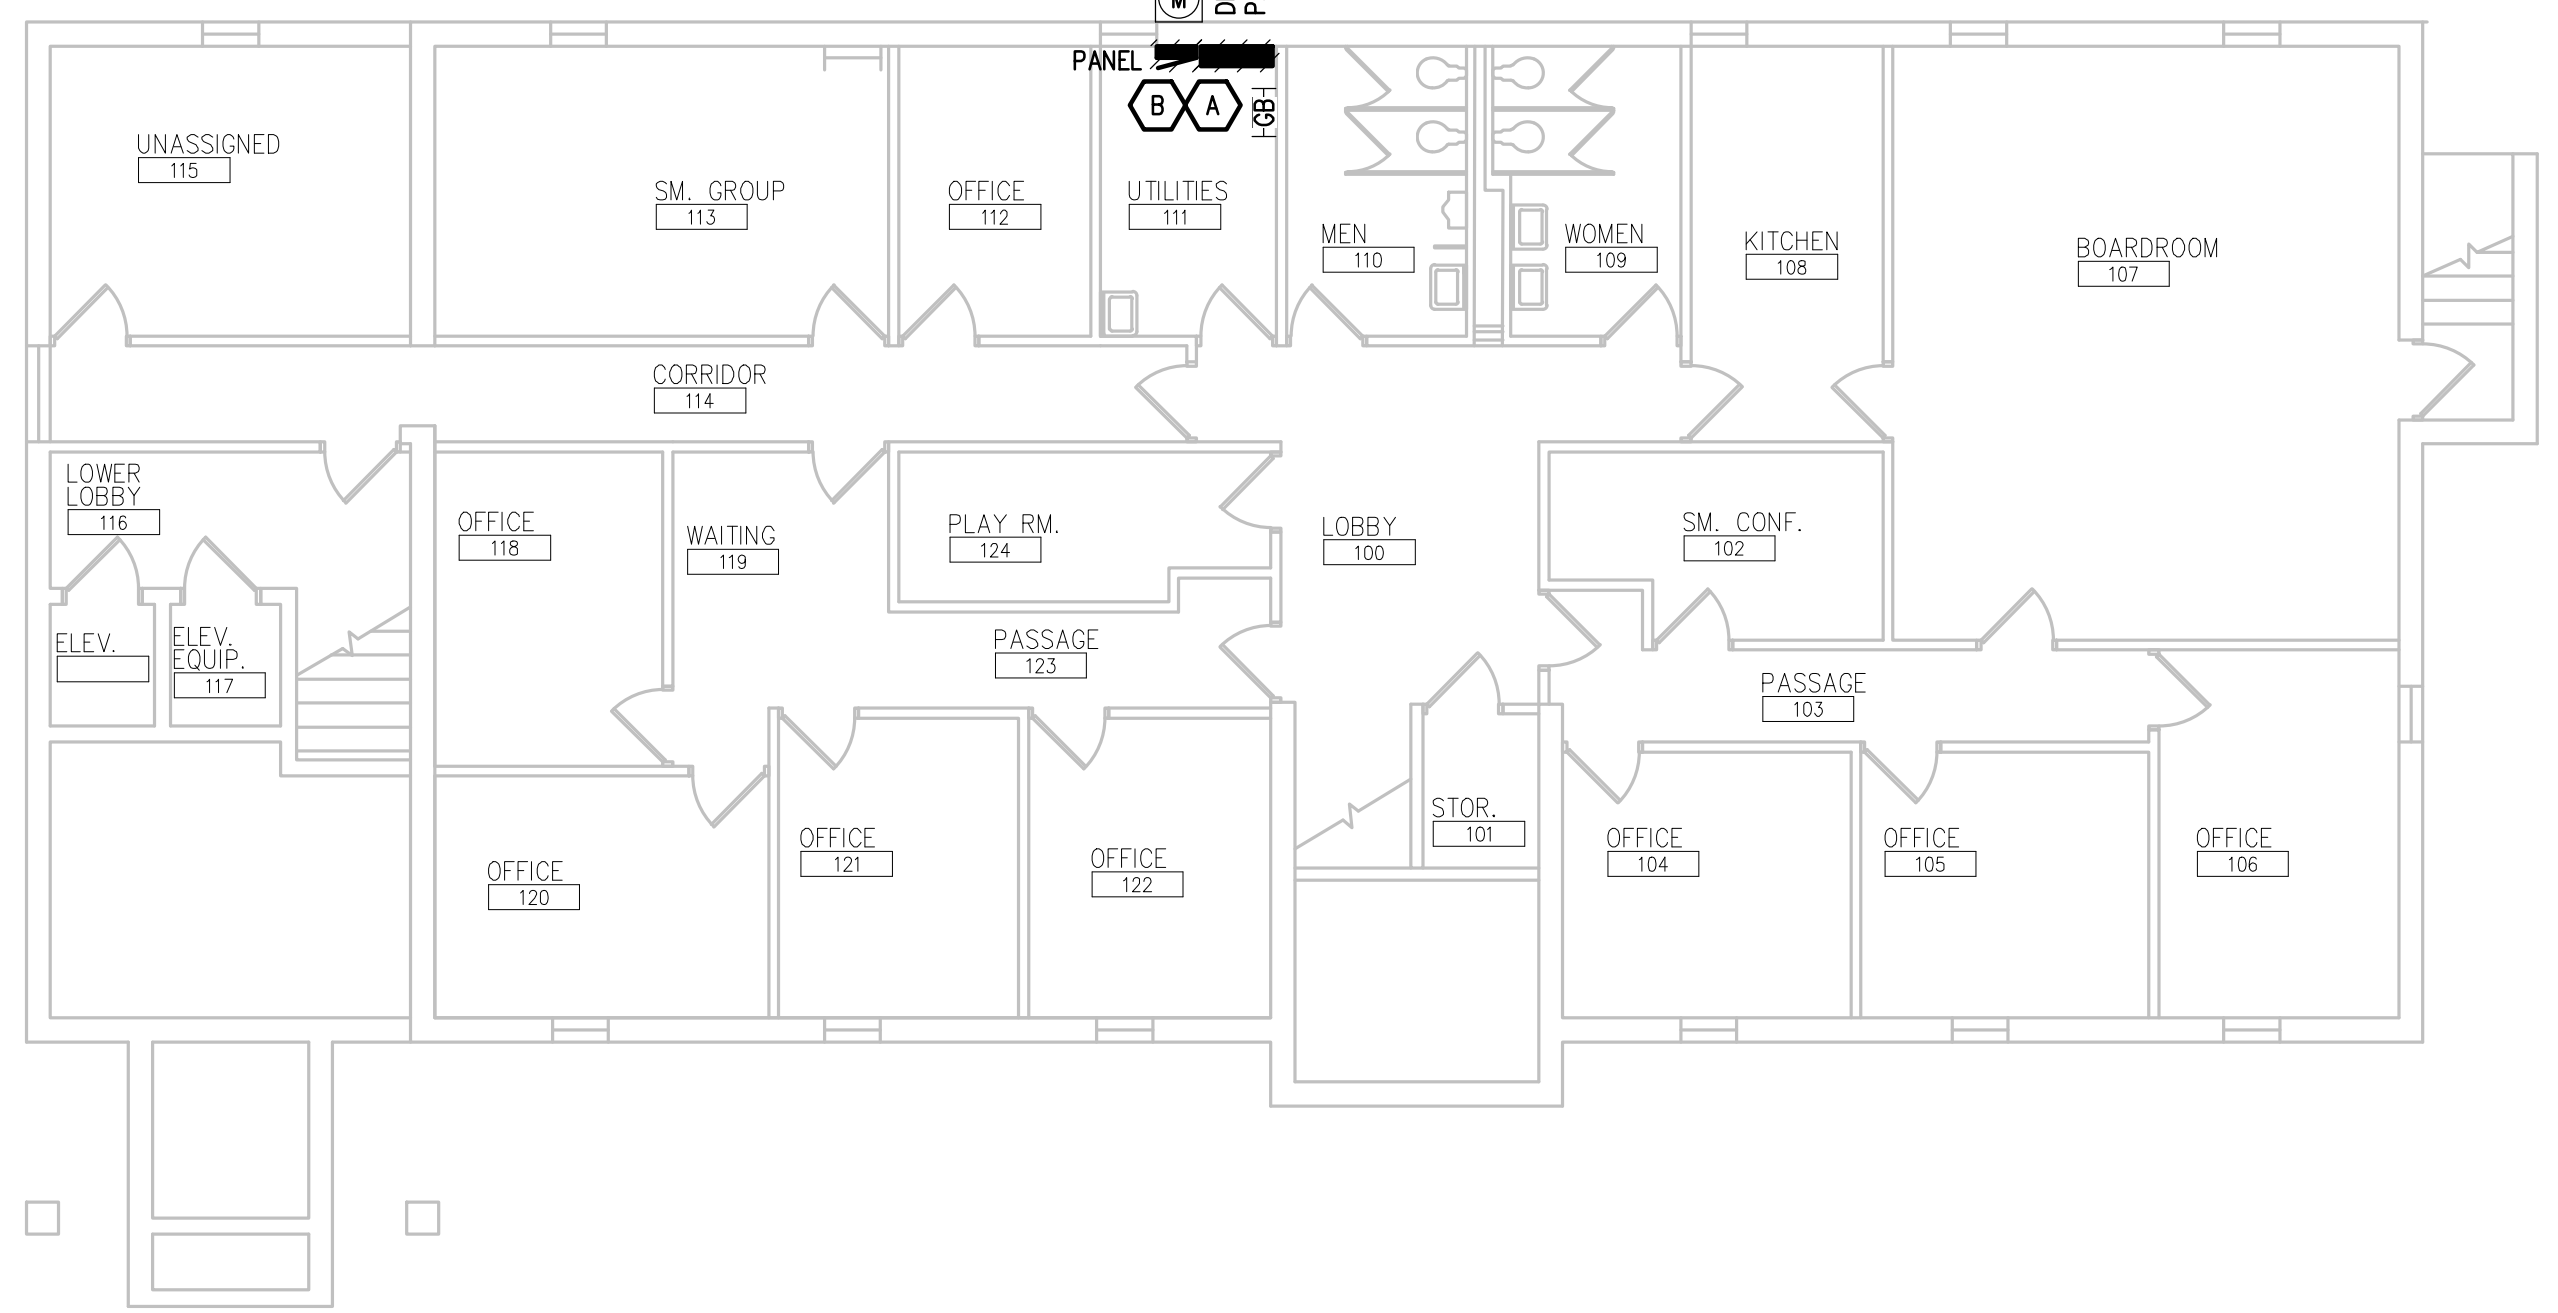 M
D
P
PANEL
B
A
GB
UNASSIGNED
115
SM. GROUP
113
OFFICE
112
UTILITIES
111
MEN
110
WOMEN
109
KITCHEN
108
BOARDROOM
107
CORRIDOR
114
LOWER
LOBBY
116
OFFICE
118
WAITING
119
PLAY RM.
124
LOBBY
100
SM. CONF.
102
ELEV.
ELEV.
EQUIP.
117
PASSAGE
123
PASSAGE
103
STOR.
101
OFFICE
120
OFFICE
121
OFFICE
122
OFFICE
104
OFFICE
105
OFFICE
106